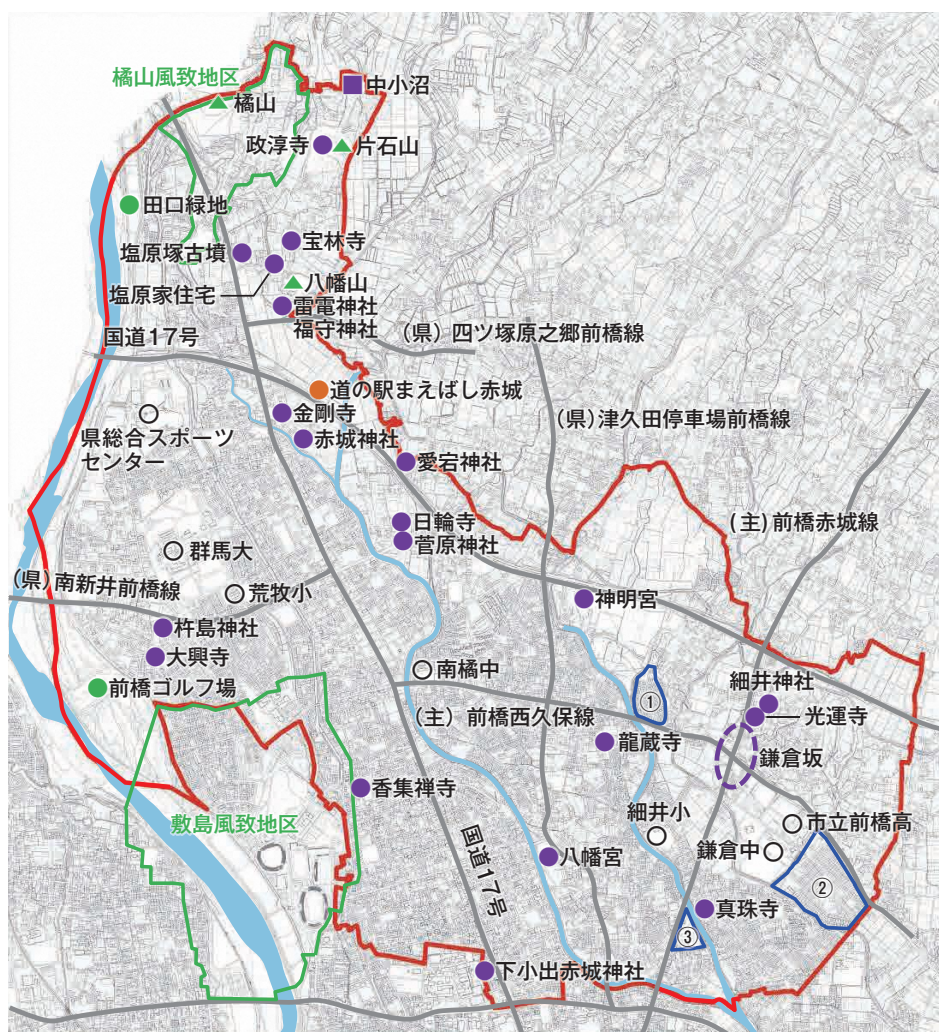 橘山風致地区
中小沼
橘山
政淳寺
片石山
田口緑地
宝林寺
塩原塚古墳
八幡山
塩原家住宅
雷電神社
福守神社
(県) 四ツ塚原之郷前橋線
国道17号
道の駅まえばし赤城
金剛寺
(県)津久田停車場前橋線
県総合スポーツ
センター
赤城神社
愛宕神社
日輪寺
(主)前橋赤城線
菅原神社
群馬大
(県)南新井前橋線
荒牧小
神明宮
杵島神社
大興寺
南橘中
細井神社
前橋ゴルフ場
①
(主) 前橋西久保線
光運寺
龍蔵寺
鎌倉坂
香集禅寺
敷島風致地区
細井小
市立前橋高
国道17号
八幡宮
鎌倉中
②
真珠寺
③
下小出赤城神社